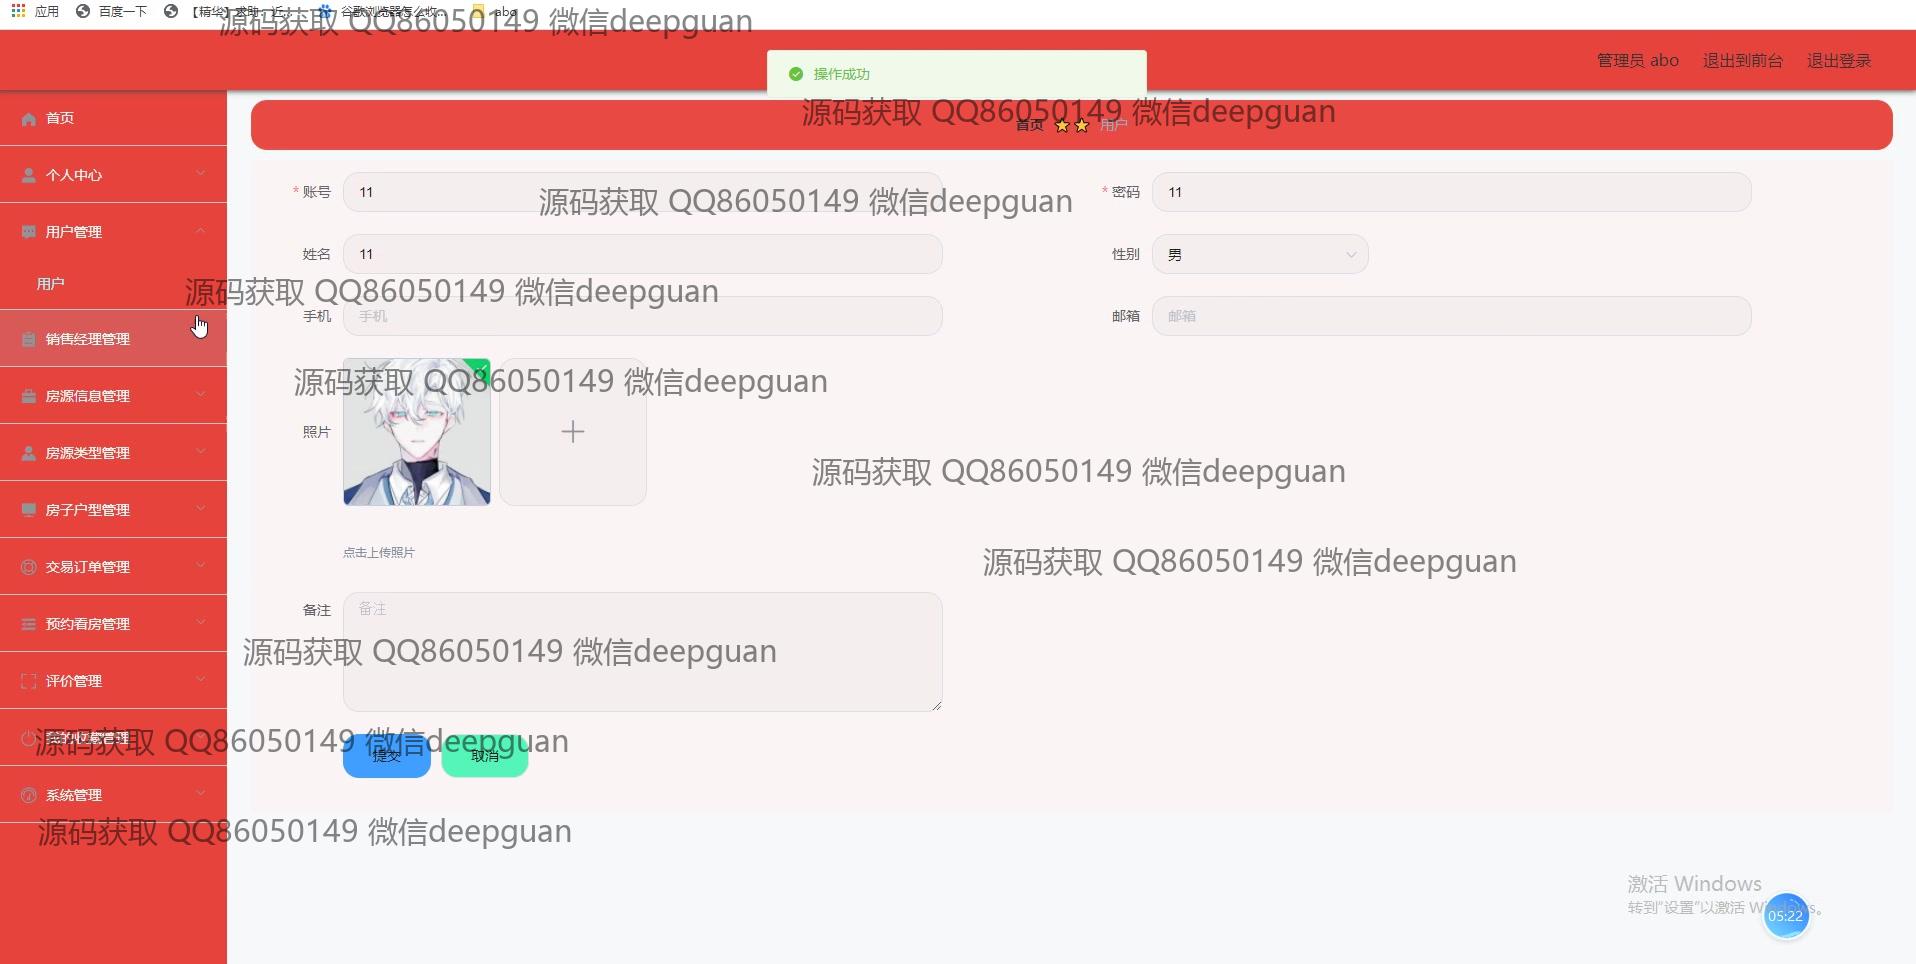 应用 百度一下 【精华】求助，近... 谷歌浏览器怎么收... abo
源码获取 QQ86050149 微信deepguan
操作成功
管理员 abo 退出到前台 退出登录
源码获取 QQ86050149 微信deepguan
首页 用户
首页
个人中心
用户管理
用户
销售经理管理
房源信息管理
房源类型管理
房子户型管理
交易订单管理
预约看房管理
评价管理
我的收藏管理
系统管理
* 账号 11
* 密码 11
源码获取 QQ86050149 微信deepguan
姓名 11
性别 男
源码获取 QQ86050149 微信deepguan
手机 手机
邮箱 邮箱
源码获取 QQ86050149 微信deepguan
照片
源码获取 QQ86050149 微信deepguan
点击上传照片
源码获取 QQ86050149 微信deepguan
备注 备注
源码获取 QQ86050149 微信deepguan
源码获取 QQ86050149 微信deepguan
提交 取消
源码获取 QQ86050149 微信deepguan
激活 Windows
转到"设置"以激活 Windows。
05:22